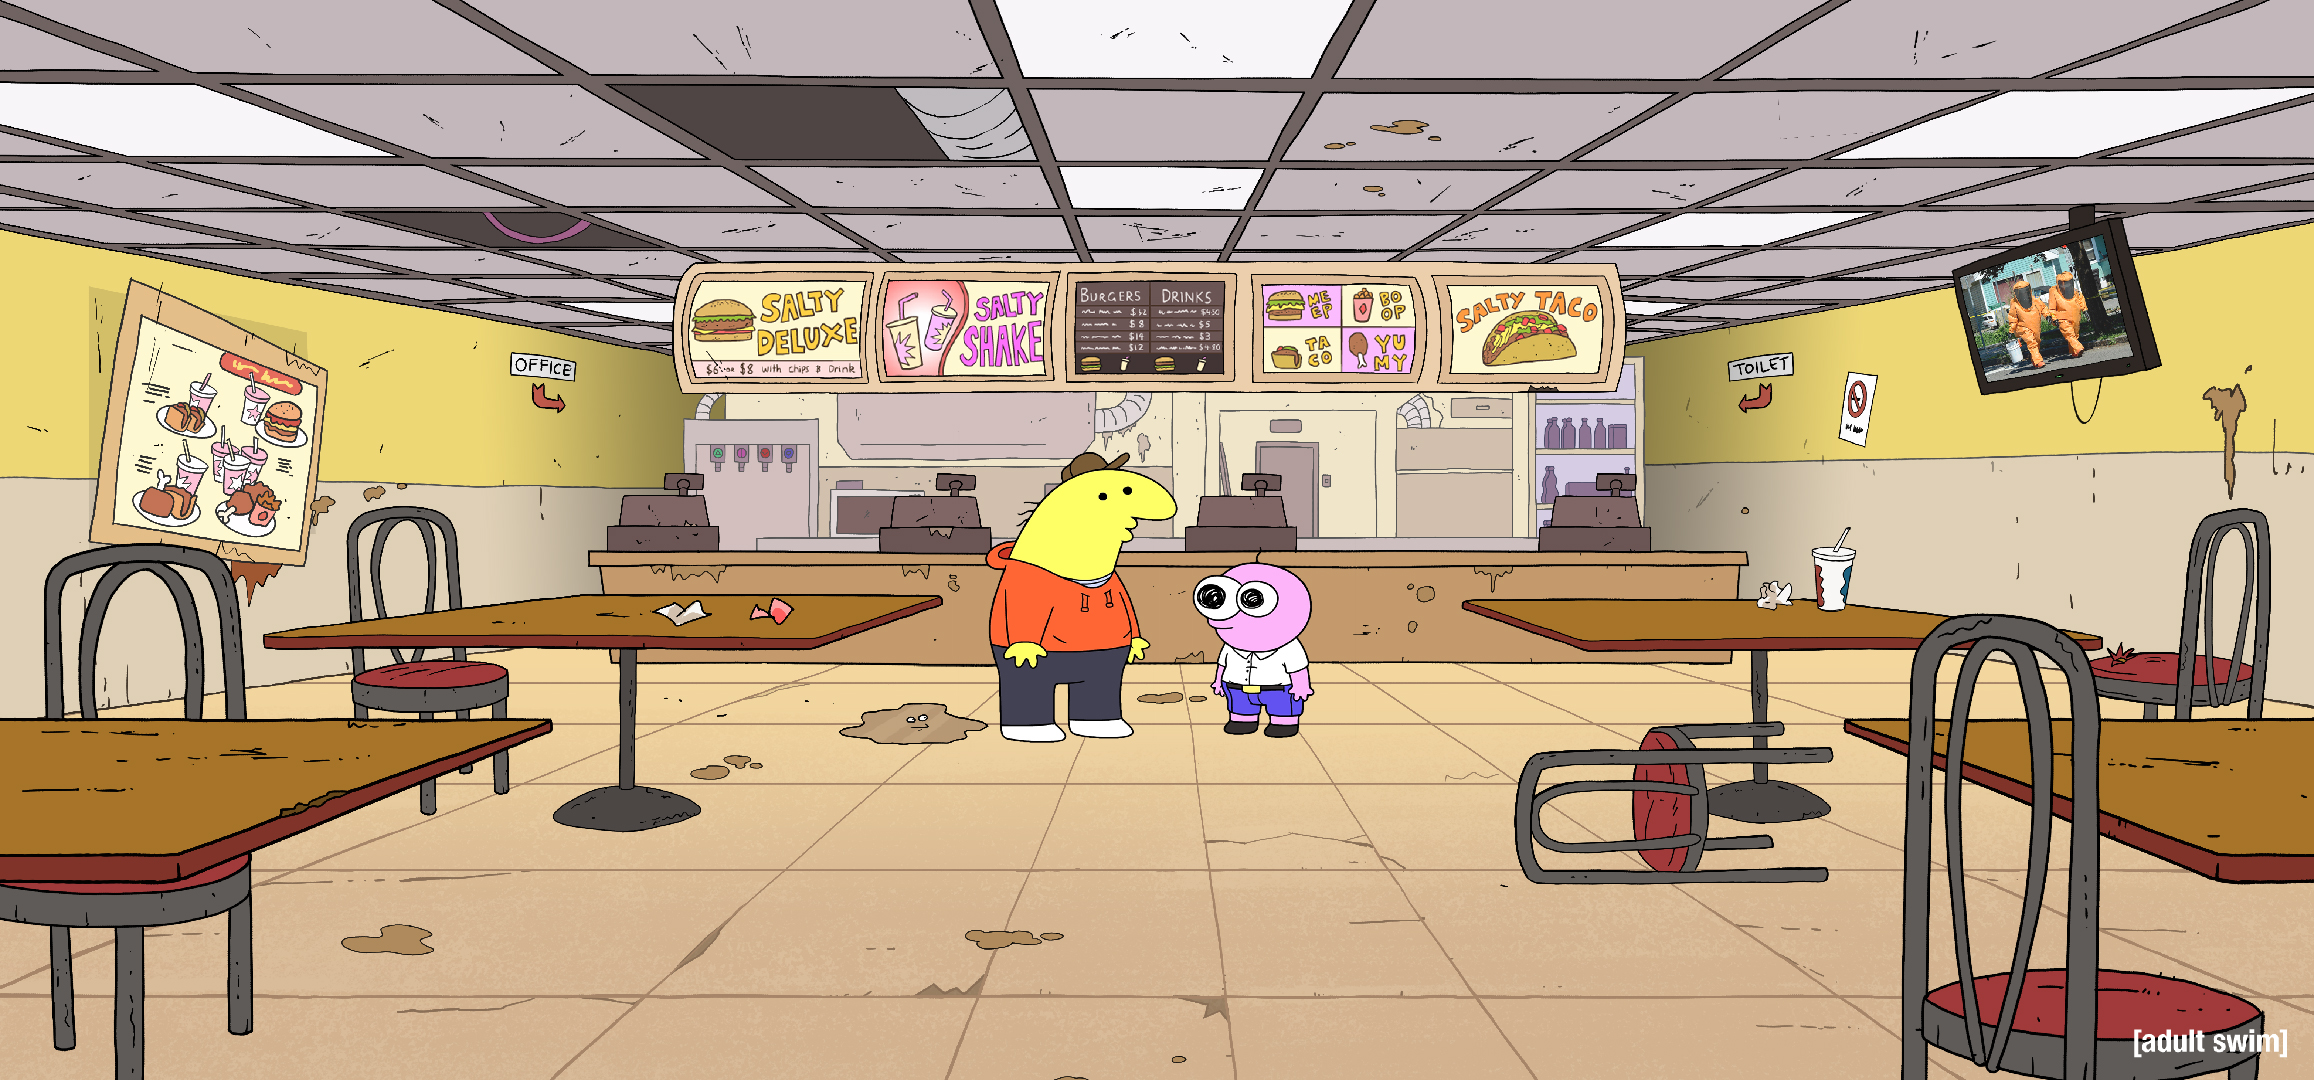 OFFICE
SALTY
DELUXE
$6 OR $8 with chips & Drink
SALTY
SHAKE
BURGERS
$12
$8
$14
$12
DRINKS
$4.50
$5
$3
$4.80
ME
EP
BO
OP
TA
CO
YU
MY
SALTY TACO
TOILET
[adult swim]